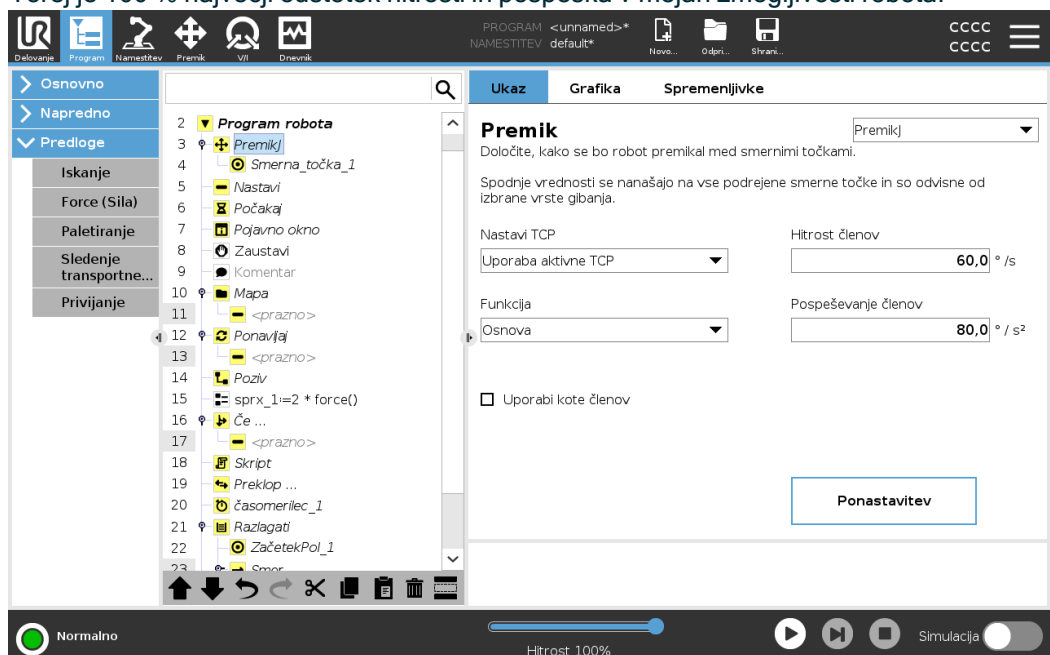 PROGRAM <unnamed>*
NAMESTITEV default*
Delovanje Program Namestitev Premik V/I Dnevnik
Novo... Odpri... Shrani...
CCCC
CCCC
Osnovno
Napredno
Predloge
Iskanje
Force (Sila)
Paletiranje
Sledenje
transportne...
Privijanje
2 Program robota
3 PremikJ
4 Smerna_točka_1
5 Nastavi
6 Počakaj
7 Pojavno okno
8 Zaustavi
9 Komentar
10 Mapa
11 <prazno>
12 Ponavljaj
13 <prazno>
14 Poziv
15 sprx_1:=2 * force()
16 Če ...
17 <prazno>
18 Skript
19 Preklop ...
20 časomerilec_1
21 Razlagati
22 ZačetekPol_1
23 Smer
Ukaz Grafika Spremenljivke
Premik
PremikJ
Določite, kako se bo robot premikal med smernimi točkami.
Spodnje vrednosti se nanašajo na vse podrejene smerne točke in so odvisne od
izbrane vrste gibanja.
Nastavi TCP
Hitrost členov
Uporaba aktivne TCP
60,0 °/s
Funkcija
Pospeševanje členov
Osnova
80,0 ° / s²
Uporabi kote členov
Ponastavitev
Normalno
Hitrost 100%
Simulacija